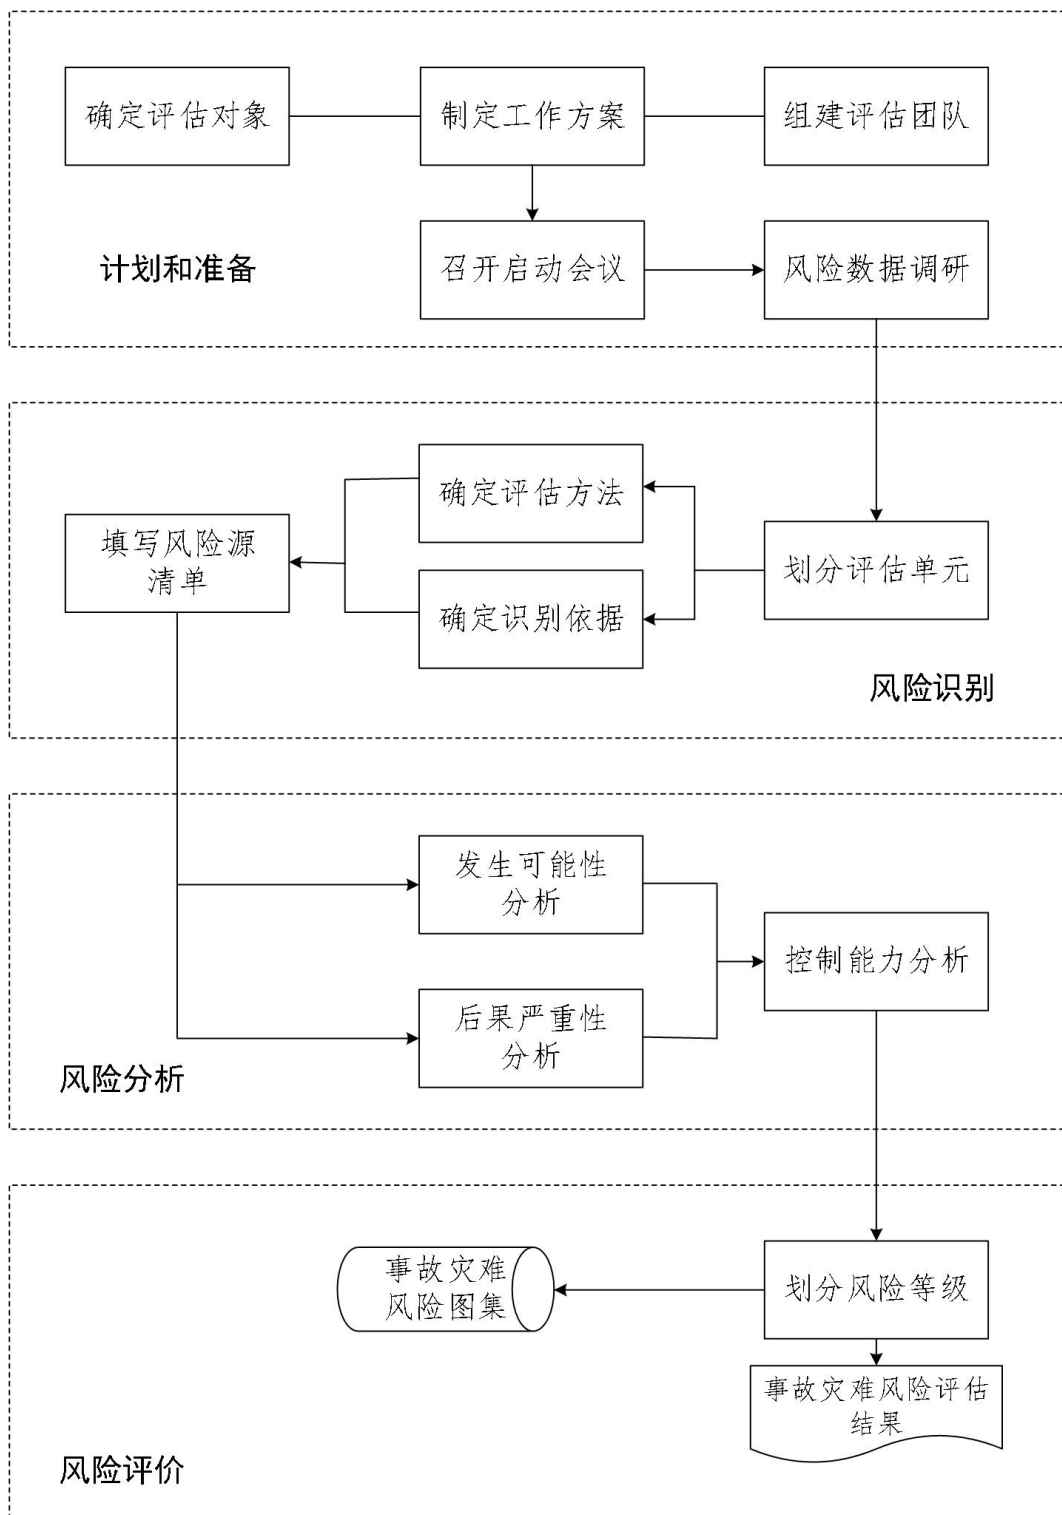 确定评估对象
制定工作方案
组建评估团队
计划和准备
召开启动会议
风险数据调研
确定评估方法
填写风险源
清单
划分评估单元
确定识别依据
风险识别
发生可能性
分析
控制能力分析
后果严重性
分析
风险分析
事故灾难
风险图集
划分风险等级
事故灾难风险评估
结果
风险评价